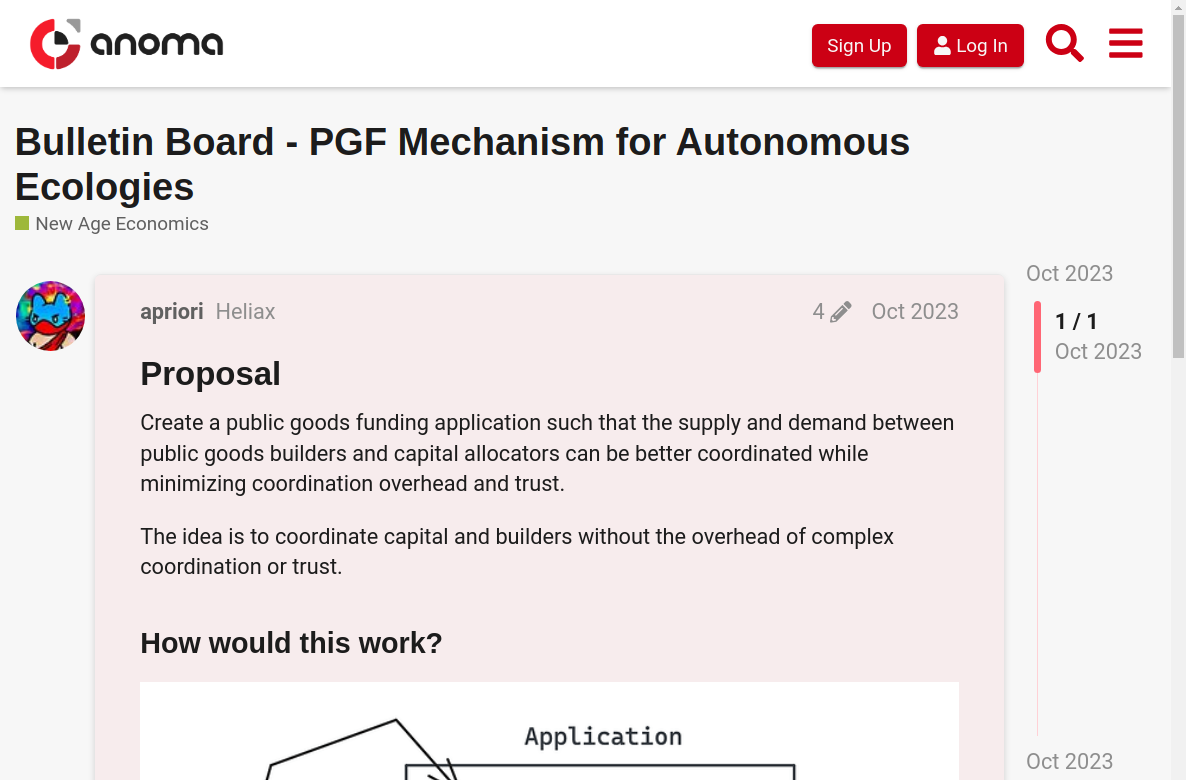 anoma
Sign Up
Log In
Bulletin Board - PGF Mechanism for Autonomous
Ecologies
New Age Economics
Oct 2023
apriori Heliax
4
Oct 2023
1 / 1
Oct 2023
Proposal
Create a public goods funding application such that the supply and demand between
public goods builders and capital allocators can be better coordinated while
minimizing coordination overhead and trust.
The idea is to coordinate capital and builders without the overhead of complex
coordination or trust.
How would this work?
Application
Oct 2023